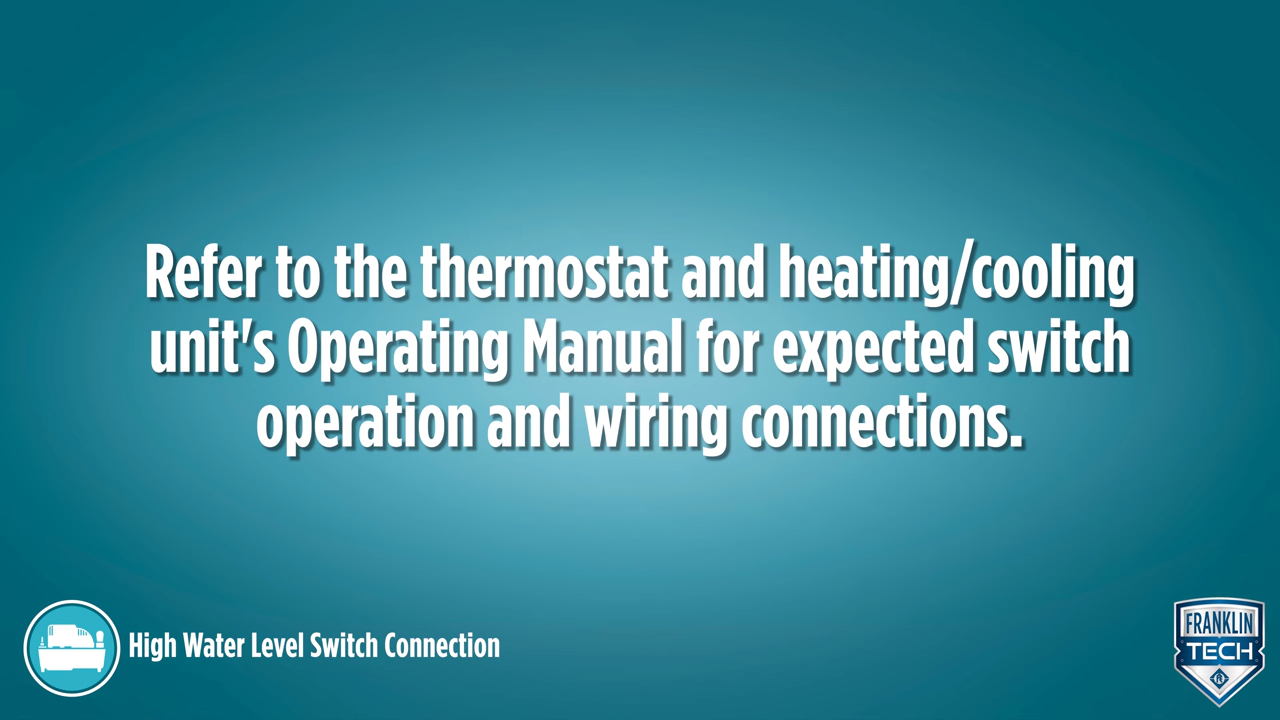 Refer to the thermostat and heating/cooling
unit's Operating Manual for expected switch
operation and wiring connections.
High Water Level Switch Connection
FRANKLIN
TECH